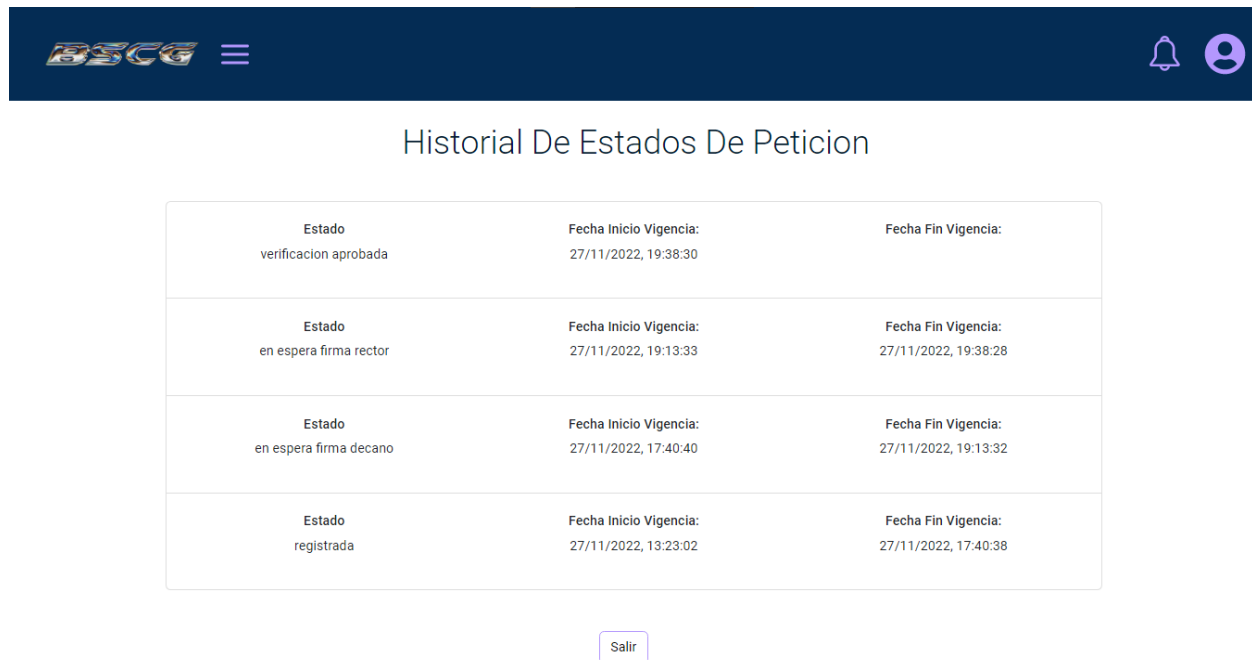 BSCG
Historial De Estados De Peticion
Estado Fecha Inicio Vigencia: Fecha Fin Vigencia:
verificacion aprobada 27/11/2022, 19:38:30
Estado Fecha Inicio Vigencia: Fecha Fin Vigencia:
en espera firma rector 27/11/2022, 19:13:33 27/11/2022, 19:38:28
Estado Fecha Inicio Vigencia: Fecha Fin Vigencia:
en espera firma decano 27/11/2022, 17:40:40 27/11/2022, 19:13:32
Estado Fecha Inicio Vigencia: Fecha Fin Vigencia:
registrada 27/11/2022, 13:23:02 27/11/2022, 17:40:38
Salir